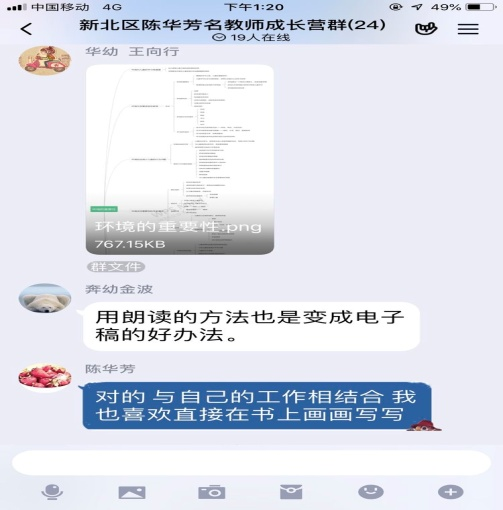 中国移动 4G 下午1:20 49%
新北区陈华芳名教师成长营群(24)
19人在线
华幼 王向行
环境的重要性.png
767.15KB
群文件
奔幼金波
用朗读的方法也是变成电子
稿的好办法。
陈华芳
对的 与自己的工作相结合 我
也喜欢直接在书上画画写写